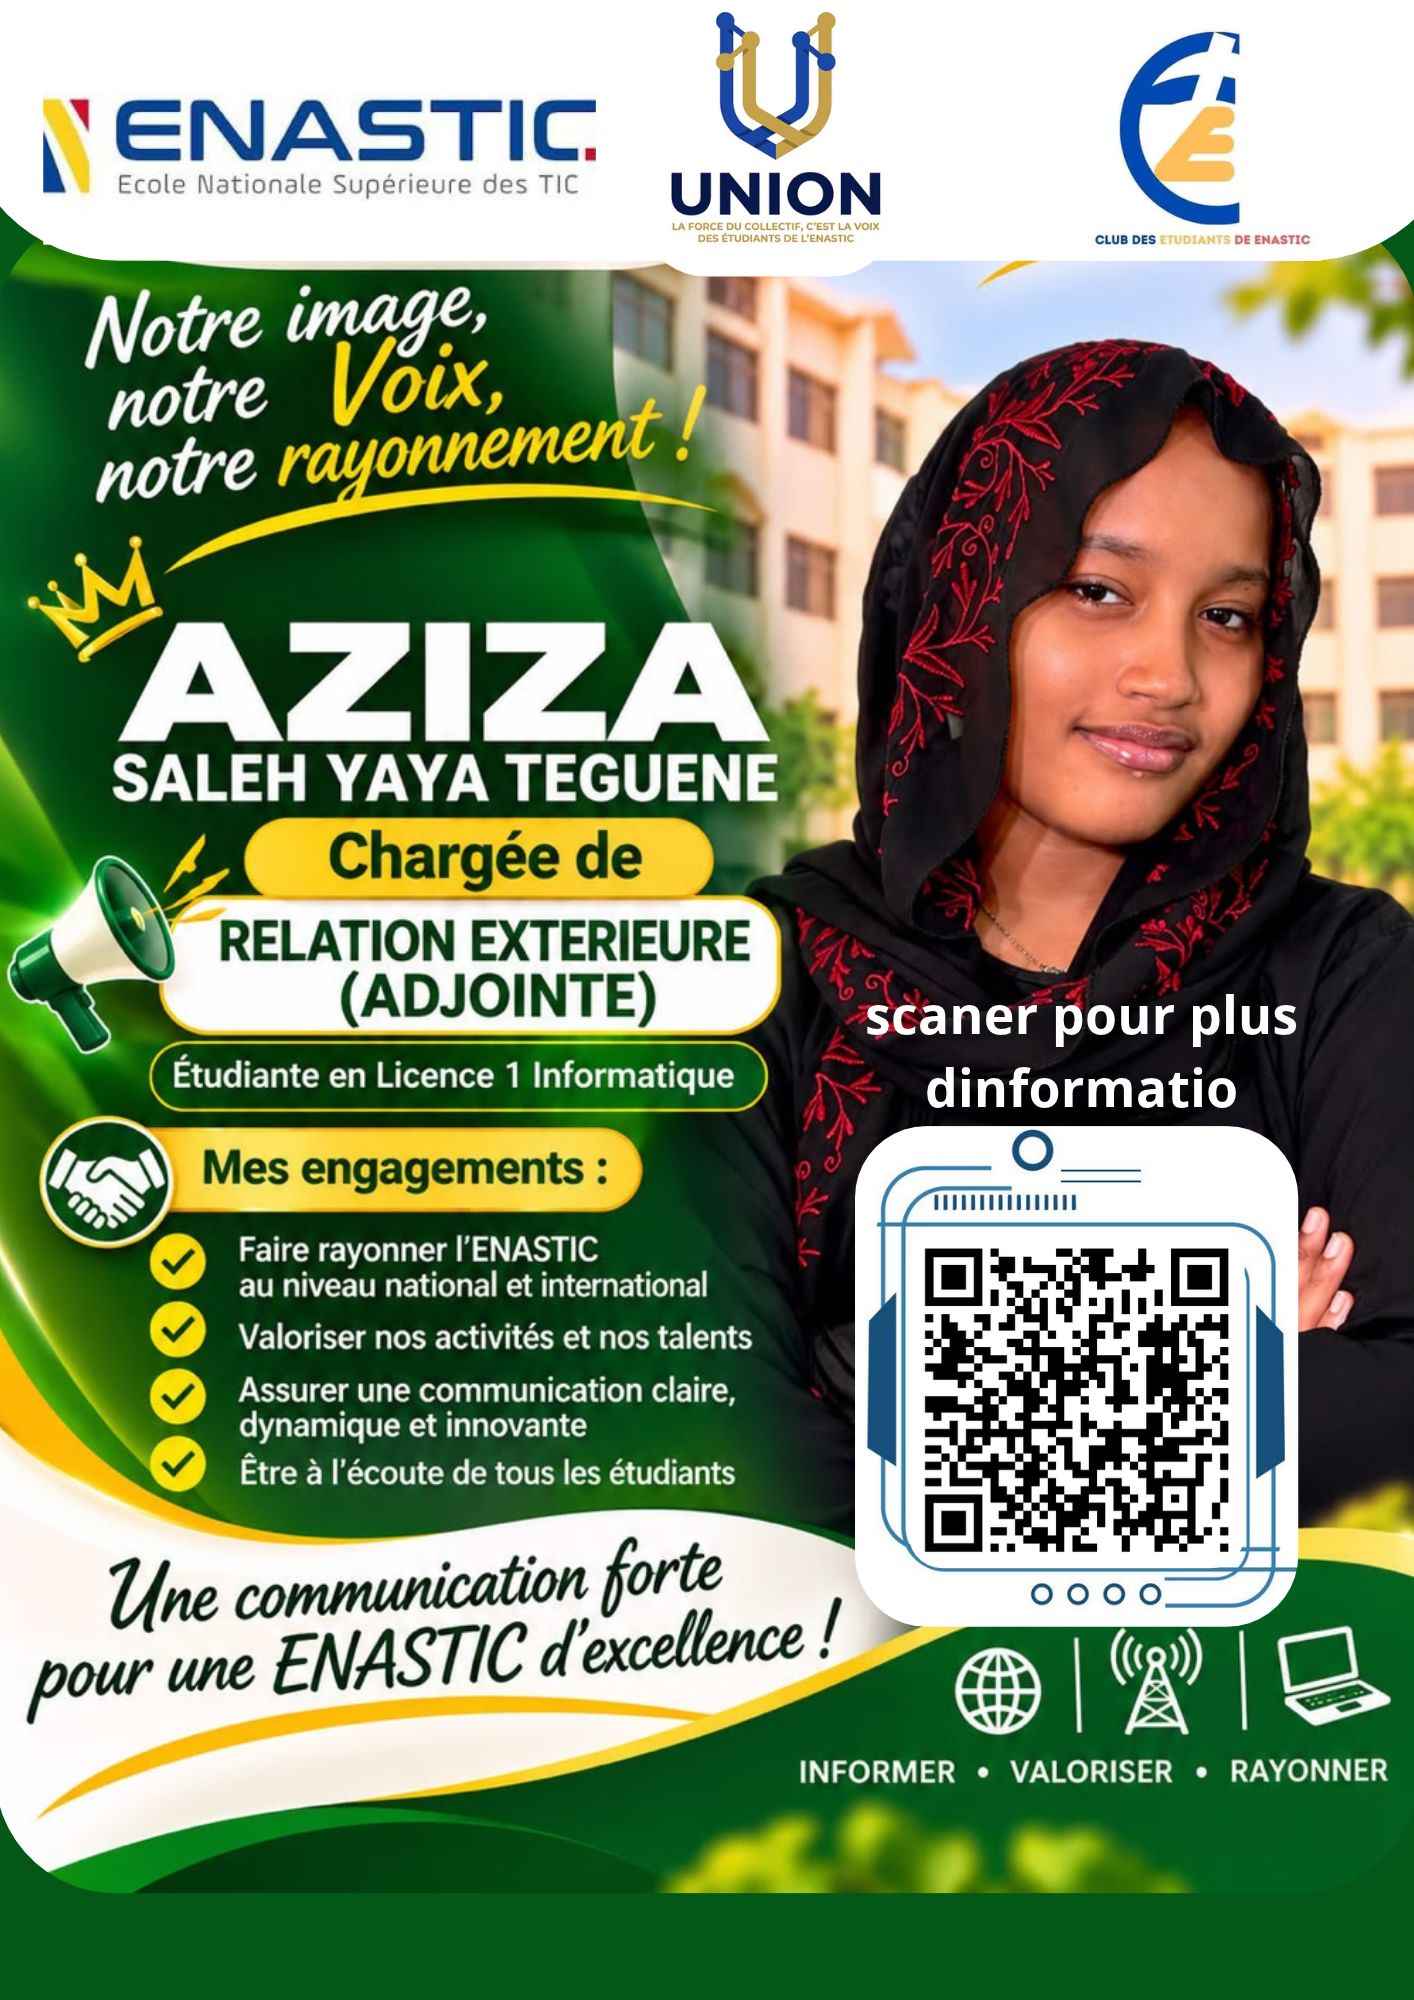 ENASTIC
Ecole Nationale Supérieure des TIC
UNION
LA FORCE DU COLLECTIF, C'EST LA VOIX
DES ÉTUDIANTS DE L'ENASTIC
CLUB DES ETUDIANTS DE ENASTIC
Notre image,
notre Voix,
notre rayonnement !
AZIZA
SALEH YAYA TEGUENE
Chargée de
RELATION EXTERIEURE
(ADJOINTE)
Étudiante en Licence 1 Informatique
Mes engagements :
Faire rayonner l'ENASTIC
au niveau national et international
Valoriser nos activités et nos talents
Assurer une communication claire,
dynamique et innovante
Être à l'écoute de tous les étudiants
scaner pour plus
dinformatio
Une communication forte
pour une ENASTIC d'excellence !
INFORMER • VALORISER • RAYONNER